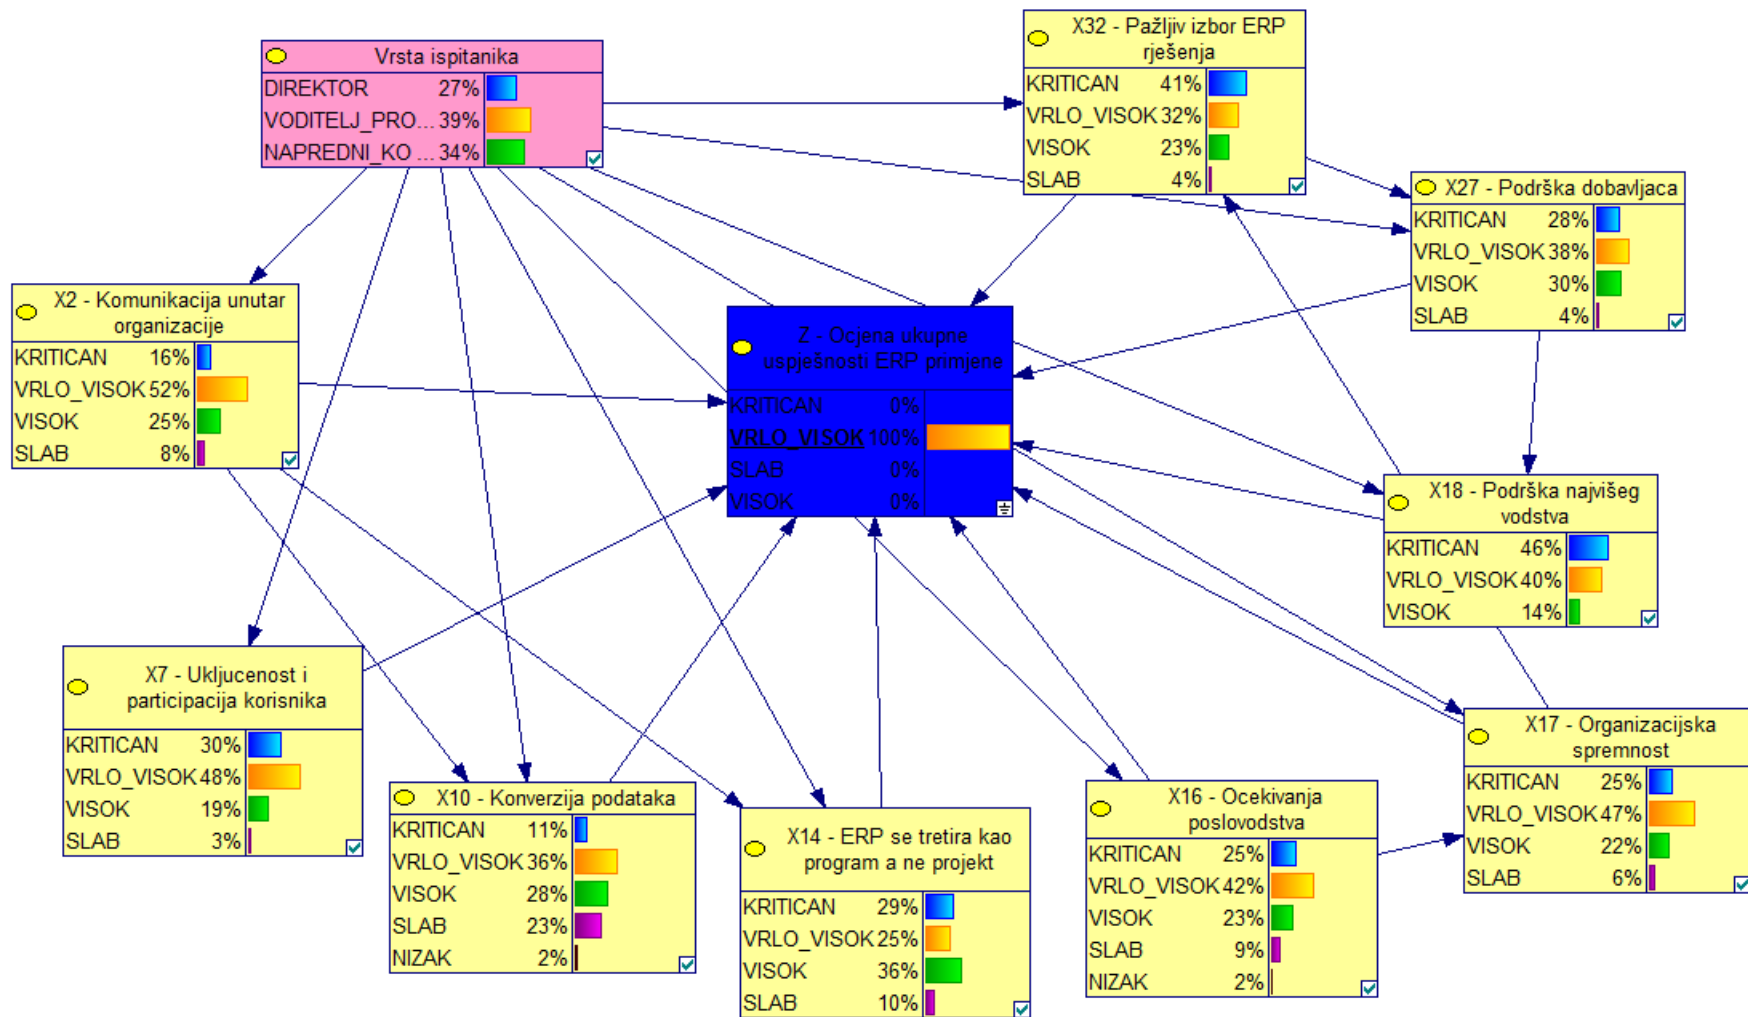 Vrsta ispitanika
DIREKTOR 27%
VODITELJ_PRO... 39%
NAPREDNI_KO ... 34%
X32 - Pažljiv izbor ERP
rješenja
KRITICAN 41%
VRLO_VISOK 32%
VISOK 23%
SLAB 4%
X27 - Podrška dobavljaca
KRITICAN 28%
VRLO_VISOK 38%
VISOK 30%
SLAB 4%
X2 - Komunikacija unutar
organizacije
KRITICAN 16%
VRLO_VISOK 52%
VISOK 25%
SLAB 8%
Z - Ocjena ukupne
uspješnosti ERP primjene
KRITICAN 0%
VRLO_VISOK 100%
SLAB 0%
VISOK 0%
X18 - Podrška najvišeg
vodstva
KRITICAN 46%
VRLO_VISOK 40%
VISOK 14%
X7 - Ukljucenost i
participacija korisnika
KRITICAN 30%
VRLO_VISOK 48%
VISOK 19%
SLAB 3%
X10 - Konverzija podataka
KRITICAN 11%
VRLO_VISOK 36%
VISOK 28%
SLAB 23%
NIZAK 2%
X14 - ERP se tretira kao
program a ne projekt
KRITICAN 29%
VRLO_VISOK 25%
VISOK 36%
SLAB 10%
X16 - Ocekivanja
poslovodstva
KRITICAN 25%
VRLO_VISOK 42%
VISOK 23%
SLAB 9%
NIZAK 2%
X17 - Organizacijska
spremnost
KRITICAN 25%
VRLO_VISOK 47%
VISOK 22%
SLAB 6%